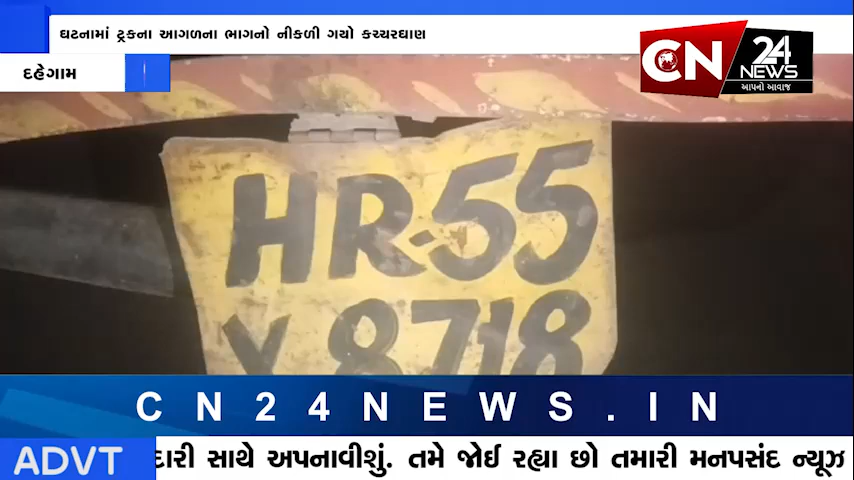 ઘટનામાં ટ્રકના આગળના ભાગનો નીકળી ગયો કચ્ચરઘાણ
દહેગામ
CN 24 NEWS
આપનો અવાજ
HR-55
Y 8718
CN24NEWS.IN
ADVT દારી સાથે અપનાવીશું. તમે જોઈ રહ્યા છો તમારી મનપસંદ ન્યૂઝ